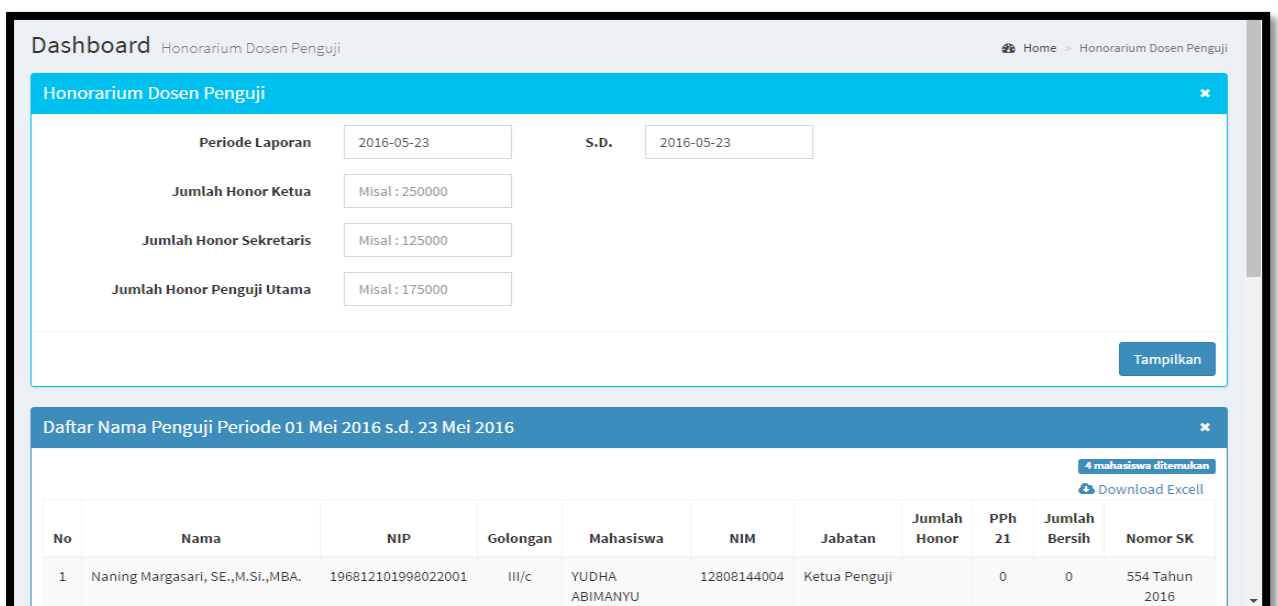 Dashboard Honorarium Dosen Penguji
Home > Honorarium Dosen Penguji
Honorarium Dosen Penguji
Periode Laporan 2016-05-23 S.D. 2016-05-23
Jumlah Honor Ketua Misal : 250000
Jumlah Honor Sekretaris Misal : 125000
Jumlah Honor Penguji Utama Misal : 175000
Tampilkan
Daftar Nama Penguji Periode 01 Mei 2016 s.d. 23 Mei 2016
4 mahasiswa ditemukan
Download Excell
No Nama NIP Golongan Mahasiswa NIM Jabatan Jumlah Honor PPh 21 Jumlah Bersih Nomor SK
1 Naning Margasari, SE.,M.Si.,MBA. 196812101998022001 III/c YUDHA ABIMANYU 12808144004 Ketua Penguji 0 0 554 Tahun 2016